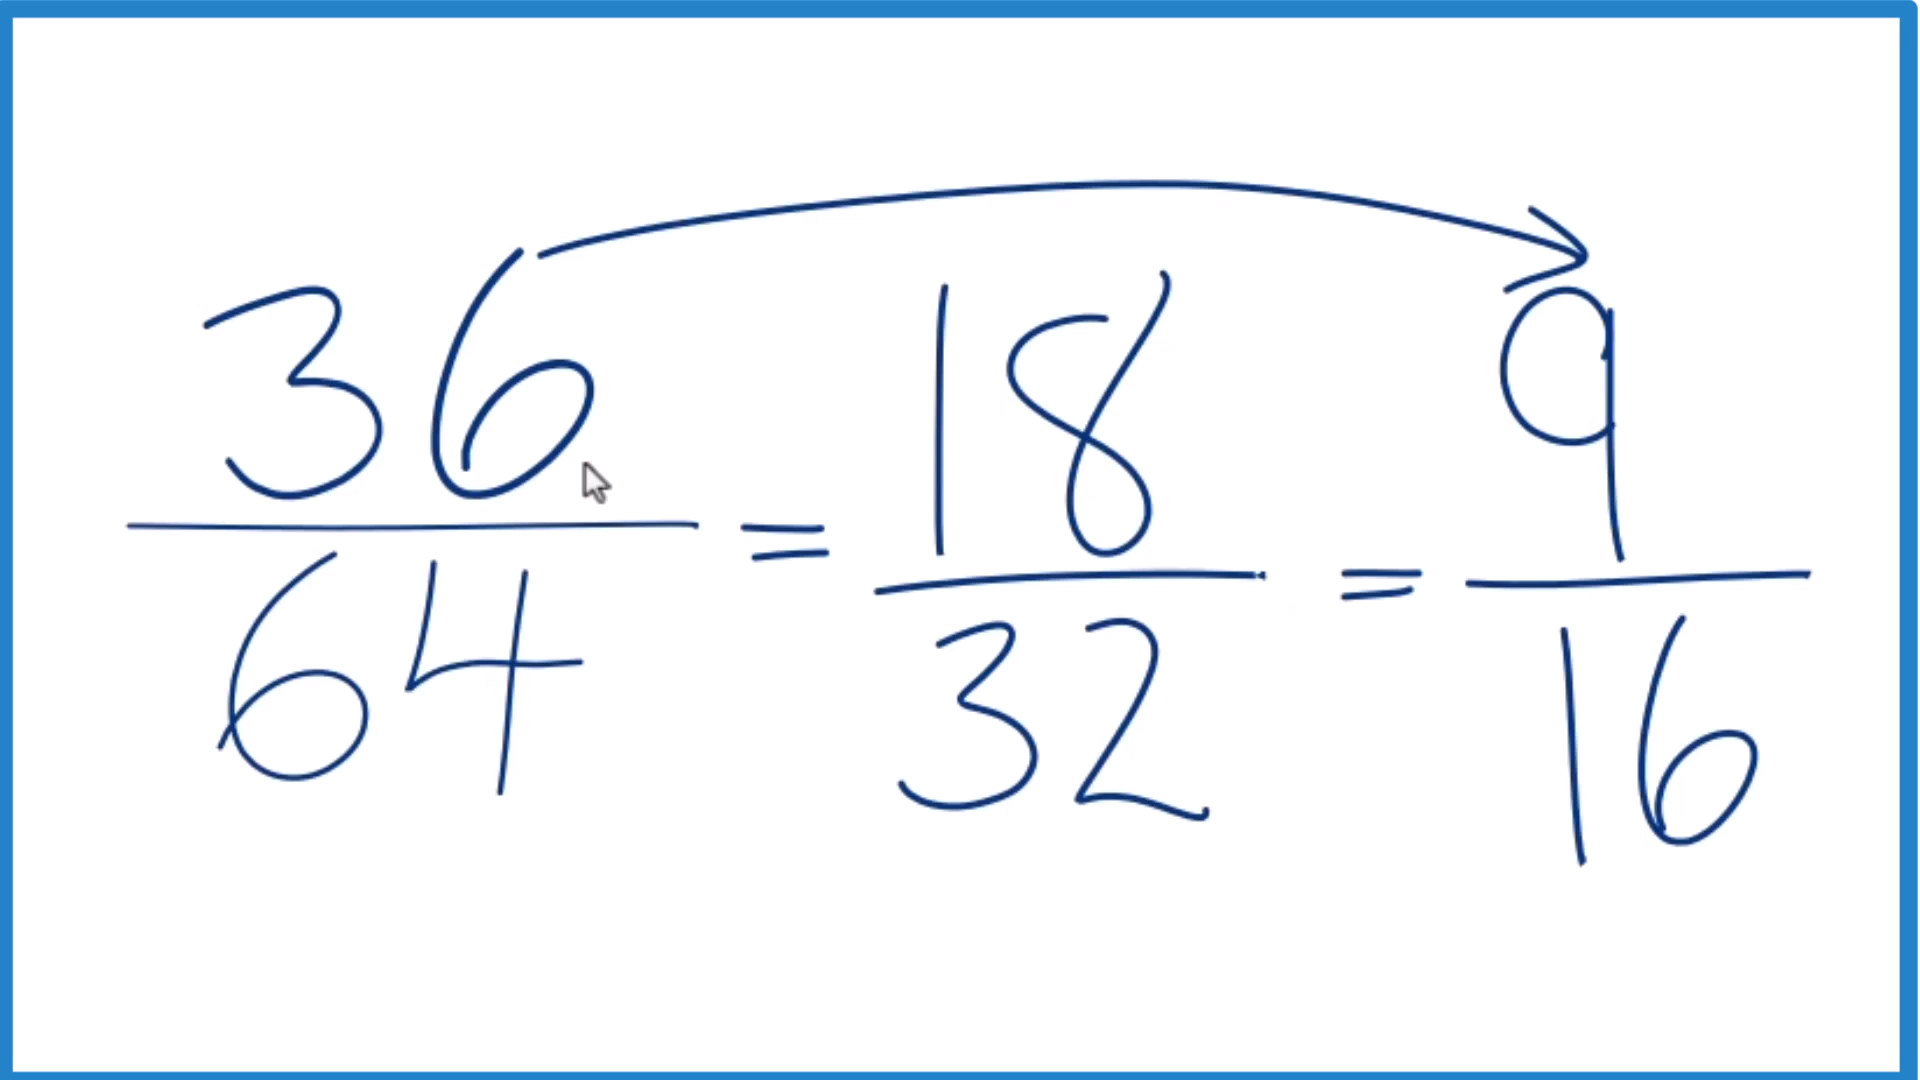 36/64 = 18/32 = 9/16